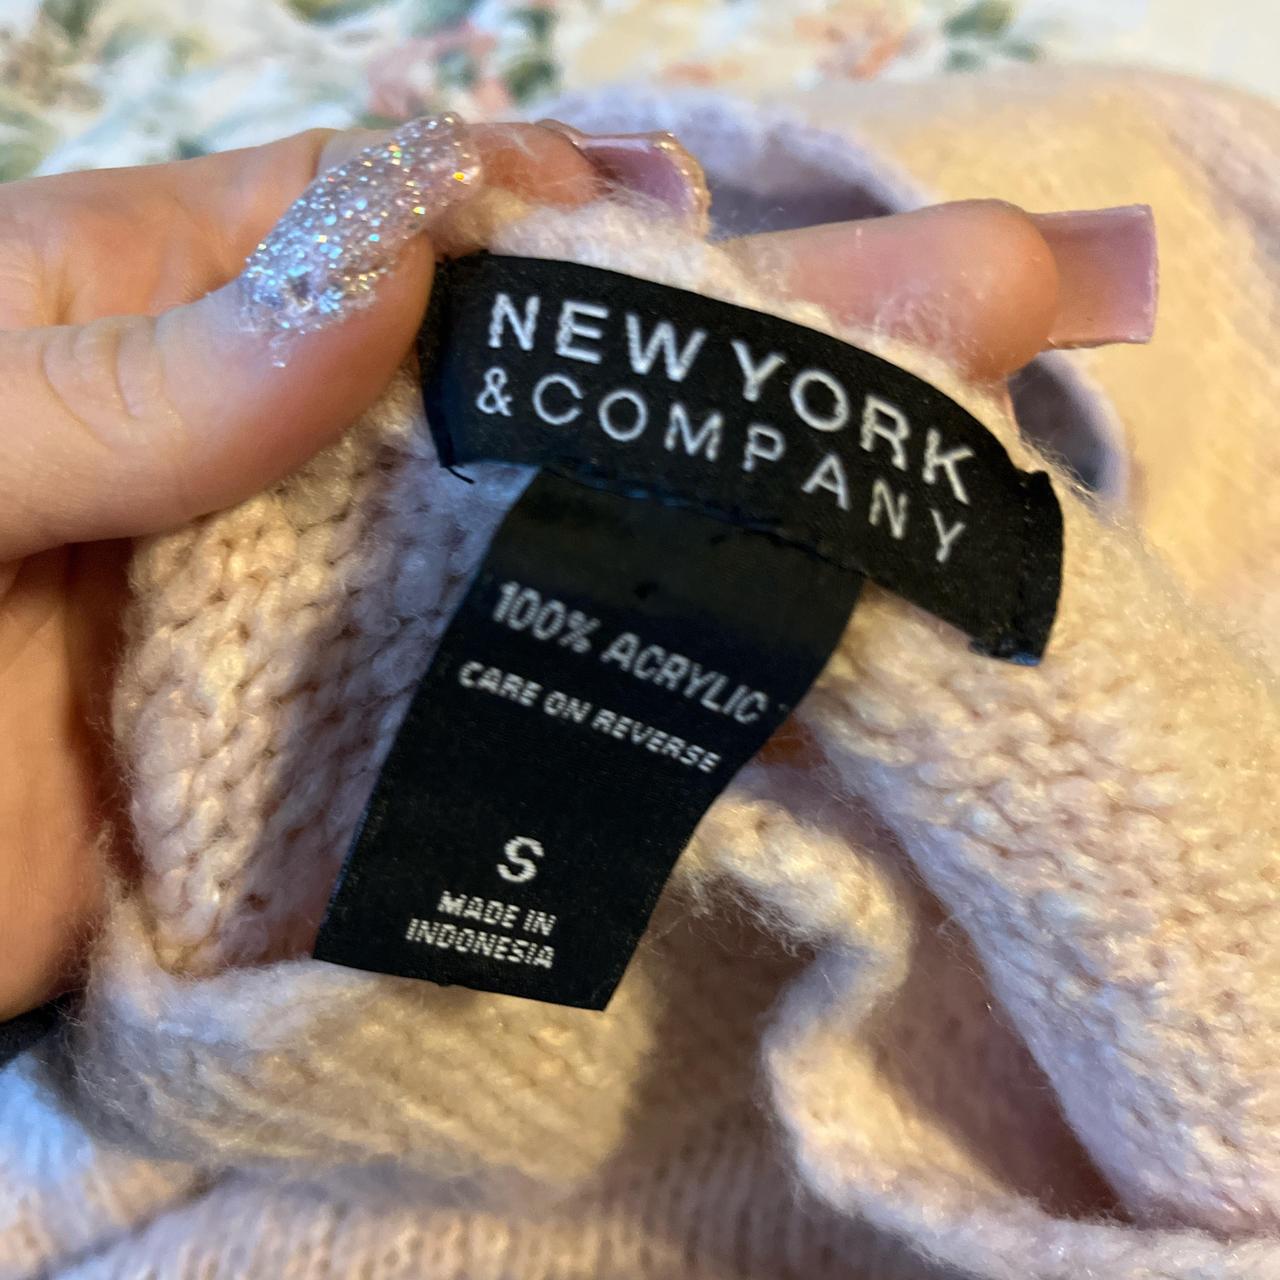 NEW YORK
&COMPANY
100% ACRYLIC
CARE ON REVERSE
S
MADE IN
INDONESIA